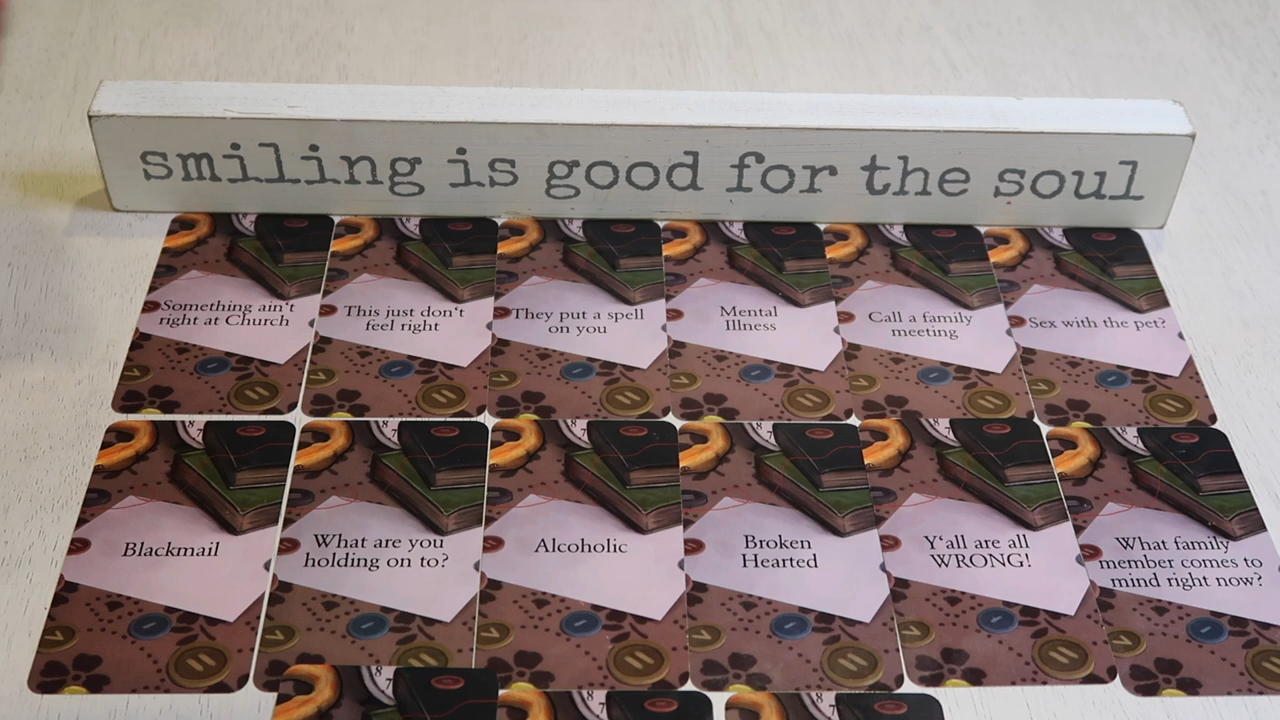 smiling is good for the soul
Something ain't
right at Church
This just don't
feel right
They put a spell
on you
Mental
Illness
Call a family
meeting
Sex with the pet?
Blackmail
What are you
holding on to?
Alcoholic
Broken
Hearted
Y'all are all
WRONG!
What family
member comes to
mind right now?